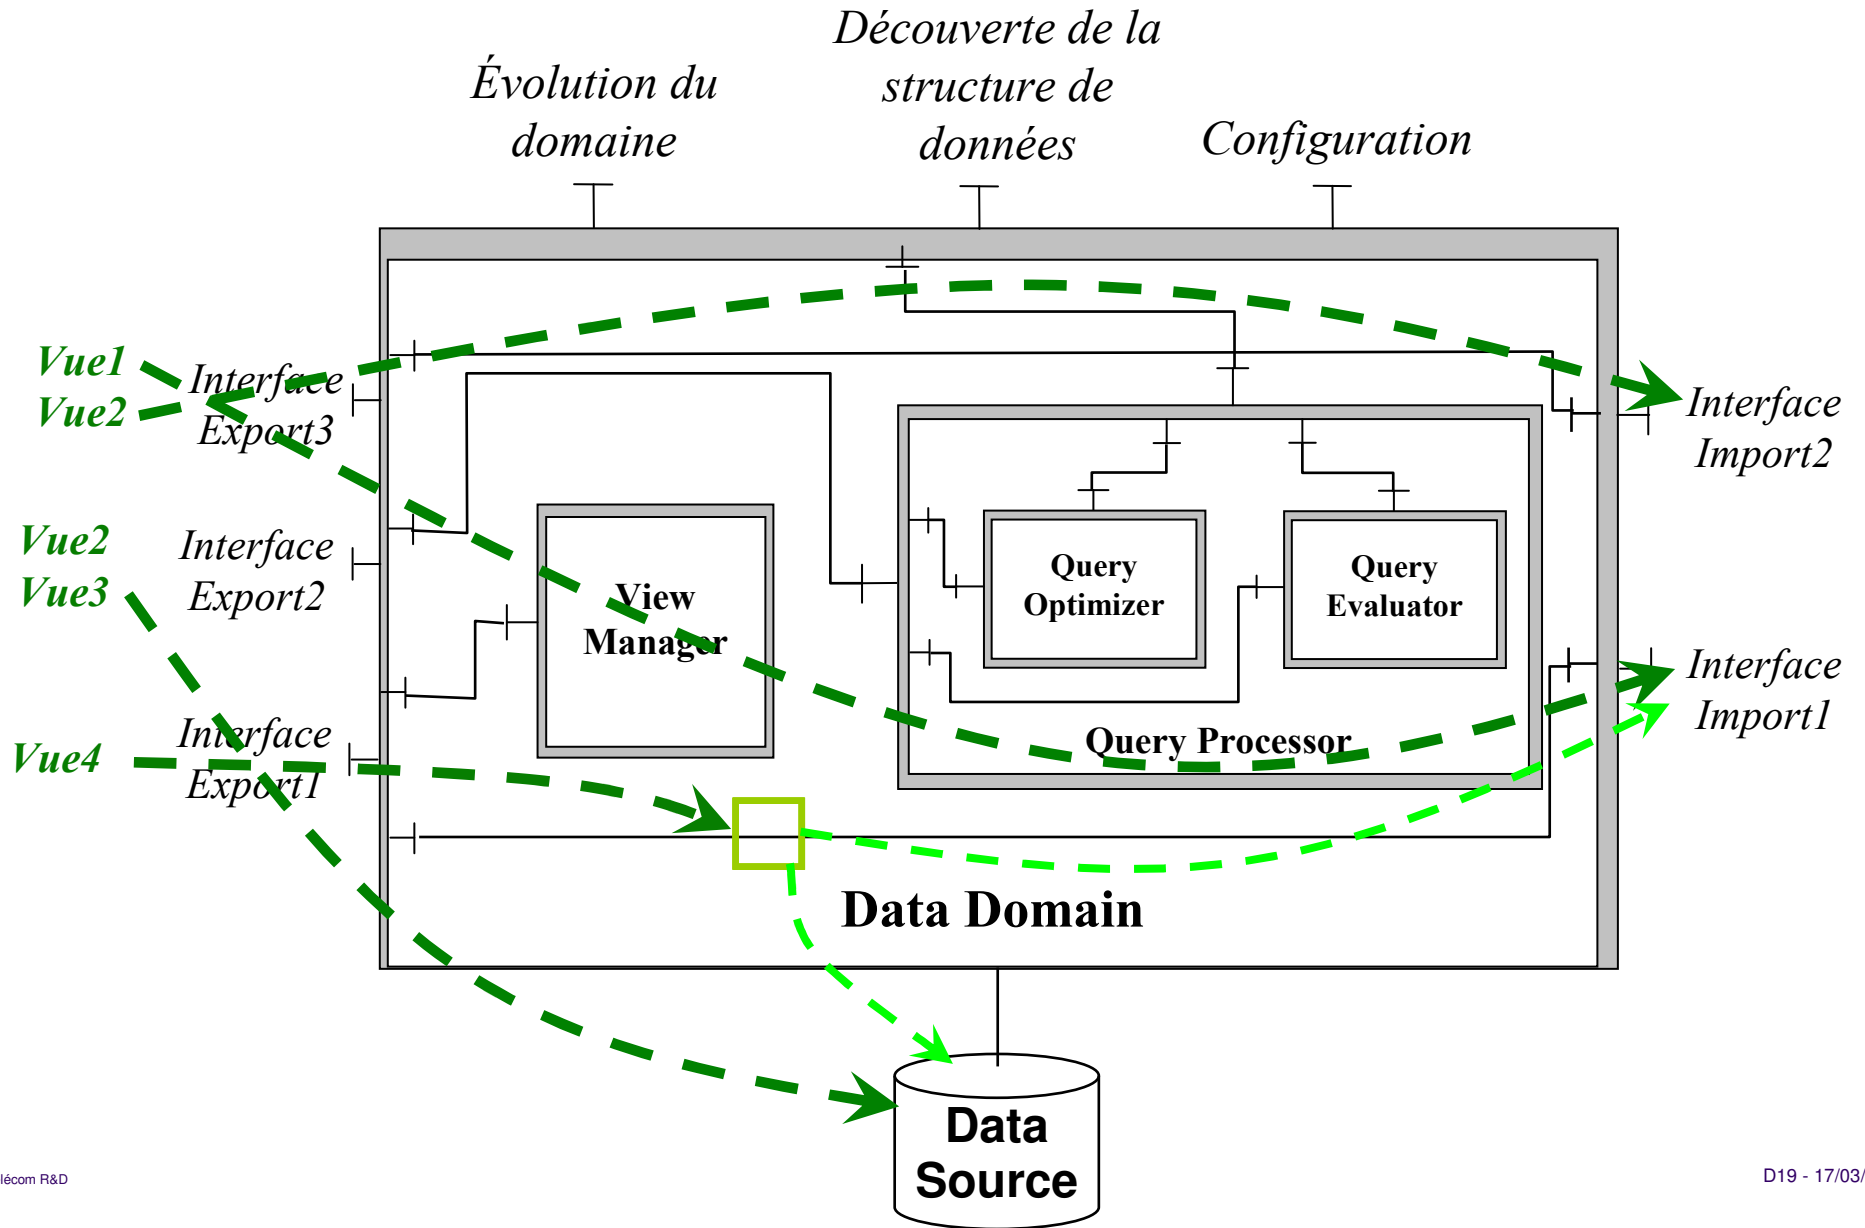 Découverte de la
structure de
données
Évolution du
domaine
Configuration
Vue1
Vue2
Interface
Export3
Interface
Import2
Vue2
Vue3
Interface
Export2
View
Manager
Query
Optimizer
Query
Evaluator
Query Processor
Interface
Import1
Vue4
Interface
Export1
Data Domain
Data
Source
lécom R&D
D19 - 17/03/